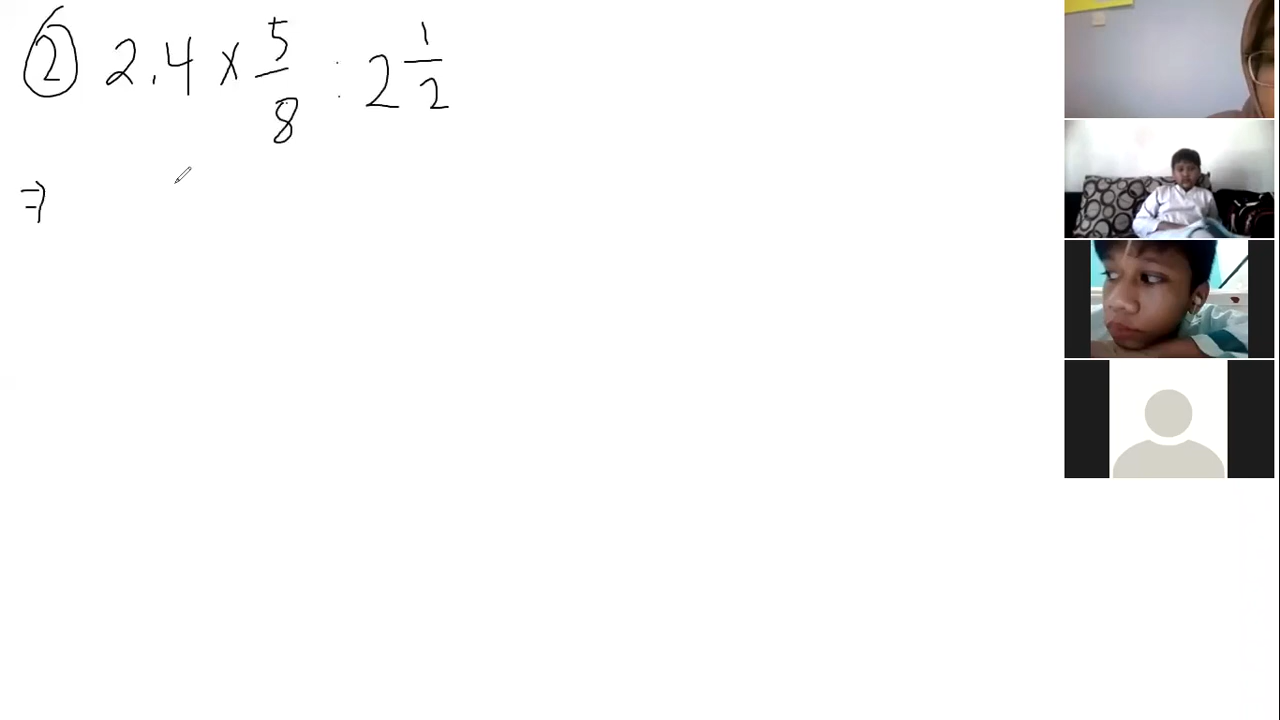 ② 2.4 × 5/8 : 2 1/2
⇒